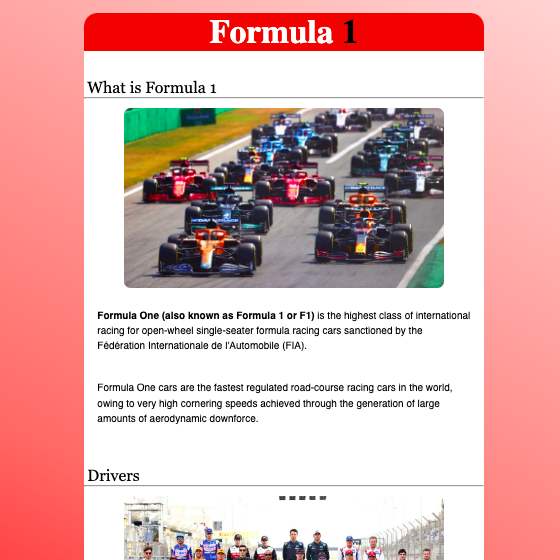 Formula 1
What is Formula 1
Formula One (also known as Formula 1 or F1) is the highest class of international
racing for open-wheel single-seater formula racing cars sanctioned by the
Fédération Internationale de l'Automobile (FIA).
Formula One cars are the fastest regulated road-course racing cars in the world,
owing to very high cornering speeds achieved through the generation of large
amounts of aerodynamic downforce.
Drivers